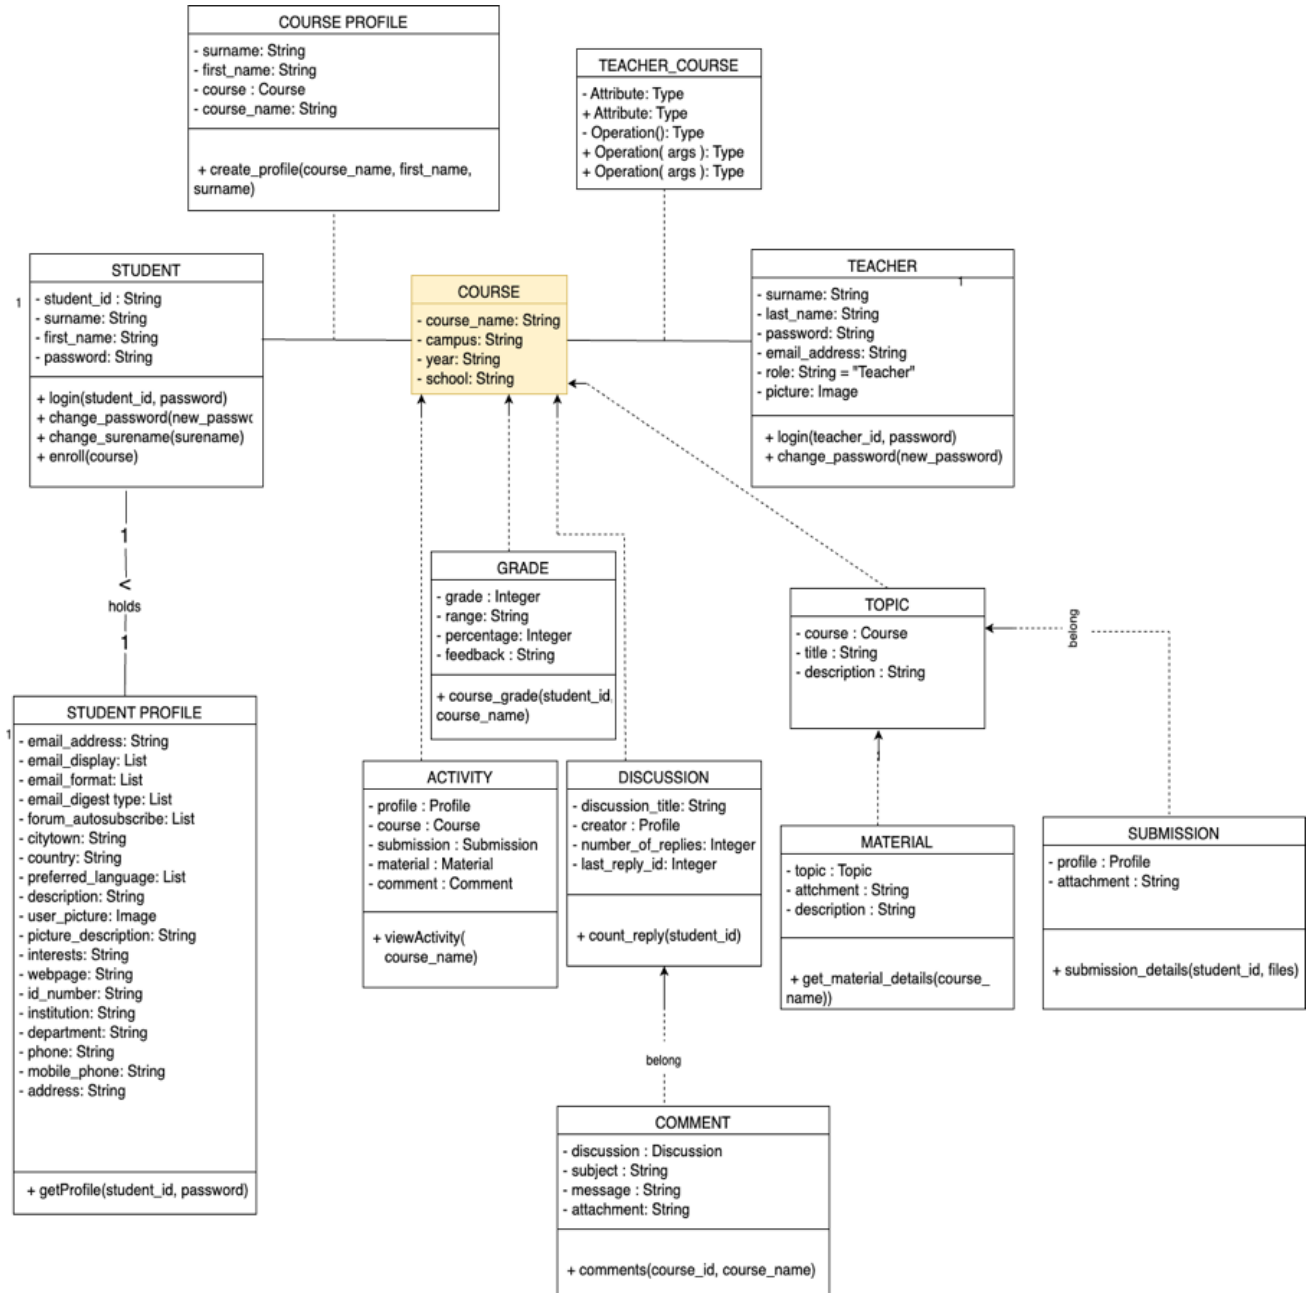 COURSE PROFILE
- surname: String
- first_name: String
- course : Course
- course_name: String
+ create_profile(course_name, first_name,
surname)
TEACHER_COURSE
- Attribute: Type
+ Attribute: Type
- Operation(): Type
+ Operation( args ): Type
+ Operation( args ): Type
STUDENT
1
- student_id : String
- surname: String
- first_name: String
- password: String
+ login(student_id, password)
+ change_password(new_passwc
+ change_surename(surename)
+ enroll(course)
COURSE
- course_name: String
- campus: String
- year: String
- school: String
TEACHER
1
- surname: String
- last_name: String
- password: String
- email_address: String
- role: String = "Teacher"
- picture: Image
+ login(teacher_id, password)
+ change_password(new_password)
1
<
holds
1
GRADE
- grade : Integer
- range: String
- percentage: Integer
- feedback : String
+ course_grade(student_id,
course_name)
TOPIC
- course : Course
- title : String
- description : String
belong
STUDENT PROFILE
1
- email_address: String
- email_display: List
- email_format: List
- email_digest type: List
- forum_autosubscribe: List
- citytown: String
- country: String
- preferred_language: List
- description: String
- user_picture: Image
- picture_description: String
- interests: String
- webpage: String
- id_number: String
- institution: String
- department: String
- phone: String
- mobile_phone: String
- address: String
+ getProfile(student_id, password)
ACTIVITY
- profile : Profile
- course : Course
- submission : Submission
- material : Material
- comment : Comment
+ viewActivity(
course_name)
DISCUSSION
- discussion_title: String
- creator : Profile
- number_of_replies: Integer
- last_reply_id: Integer
+ count_reply(student_id)
MATERIAL
- topic : Topic
- attchment : String
- description : String
+ get_material_details(course_
name))
SUBMISSION
- profile : Profile
- attachment : String
+ submission_details(student_id, files)
belong
COMMENT
- discussion : Discussion
- subject : String
- message : String
- attachment: String
+ comments(course_id, course_name)